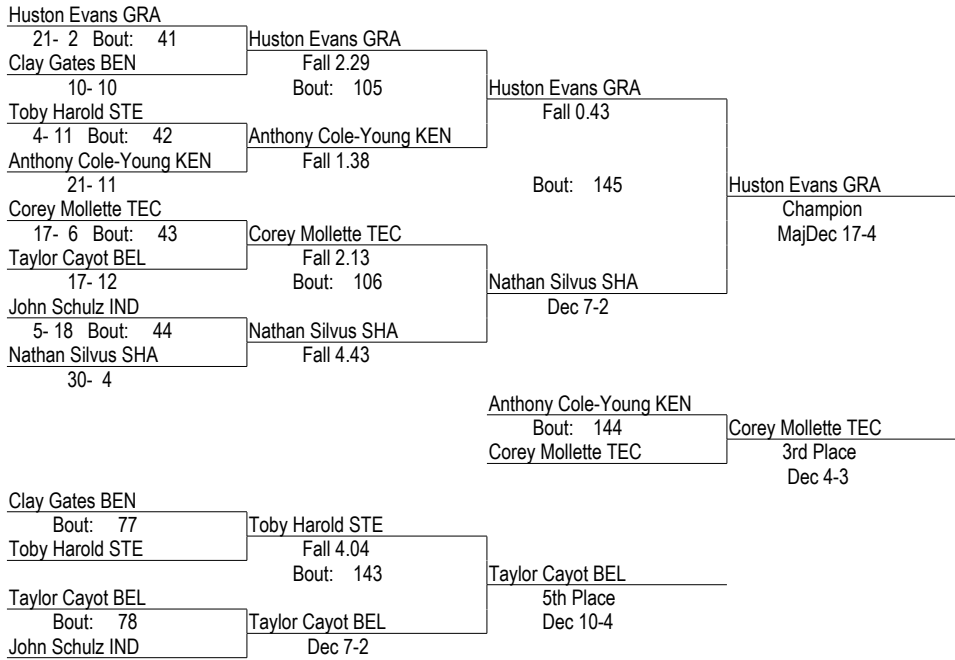 Huston Evans GRA
21- 2 Bout: 41
Huston Evans GRA
Clay Gates BEN
Fall 2.29
10- 10
Bout: 105
Huston Evans GRA
Toby Harold STE
Fall 0.43
4- 11 Bout: 42
Anthony Cole-Young KEN
Anthony Cole-Young KEN
Fall 1.38
21- 11
Bout: 145
Huston Evans GRA
Corey Mollette TEC
Champion
17- 6 Bout: 43
Corey Mollette TEC
MajDec 17-4
Taylor Cayot BEL
Fall 2.13
17- 12
Bout: 106
Nathan Silvus SHA
John Schulz IND
Dec 7-2
5- 18 Bout: 44
Nathan Silvus SHA
Nathan Silvus SHA
Fall 4.43
30- 4
Anthony Cole-Young KEN
Bout: 144
Corey Mollette TEC
Corey Mollette TEC
3rd Place
Dec 4-3
Clay Gates BEN
Bout: 77
Toby Harold STE
Toby Harold STE
Fall 4.04
Bout: 143
Taylor Cayot BEL
Taylor Cayot BEL
5th Place
Bout: 78
Taylor Cayot BEL
Dec 10-4
John Schulz IND
Dec 7-2